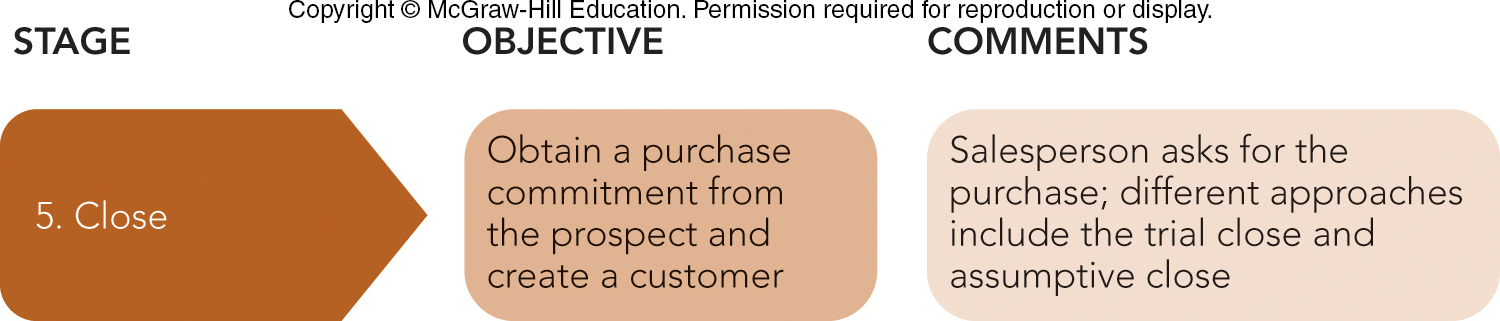 Copyright © McGraw-Hill Education. Permission required for reproduction or display.
STAGE
OBJECTIVE
COMMENTS
5. Close
Obtain a purchase
commitment from
the prospect and
create a customer
Salesperson asks for the
purchase; different approaches
include the trial close and
assumptive close